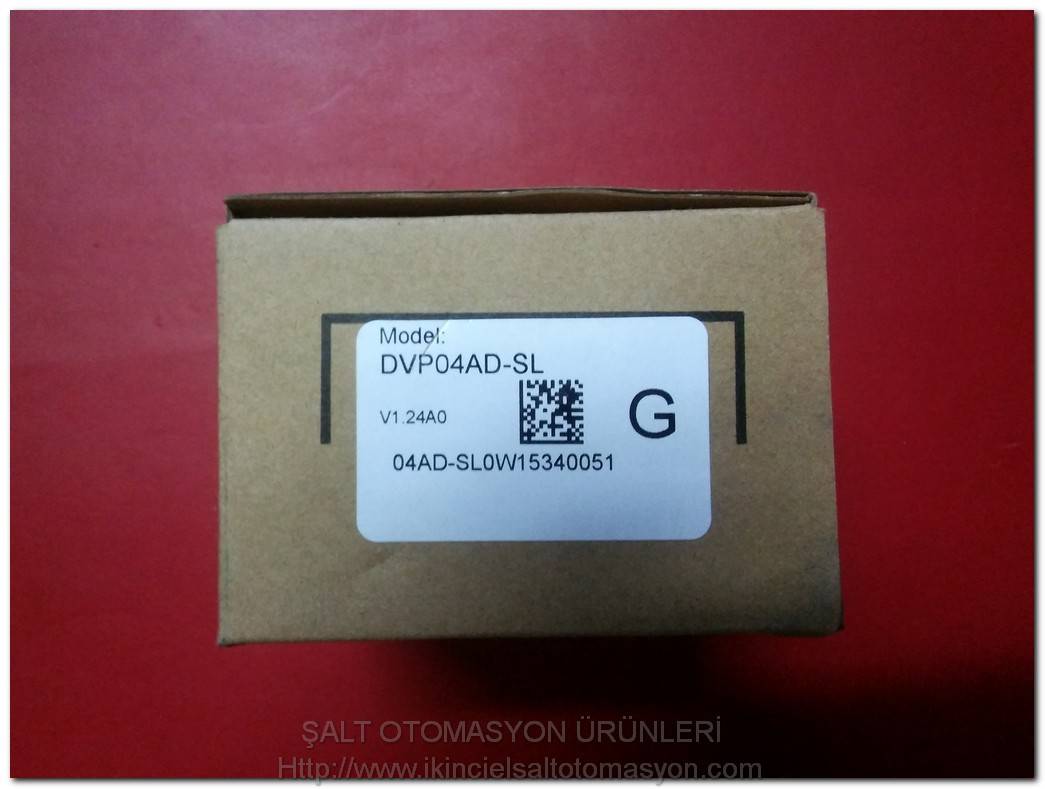 Model:
DVP04AD-SL
V1.24A0
G
04AD-SL0W15340051
ŞALT OTOMASYON ÜRÜNLERİ
Http://www.ikincielsaltotomasyon.com